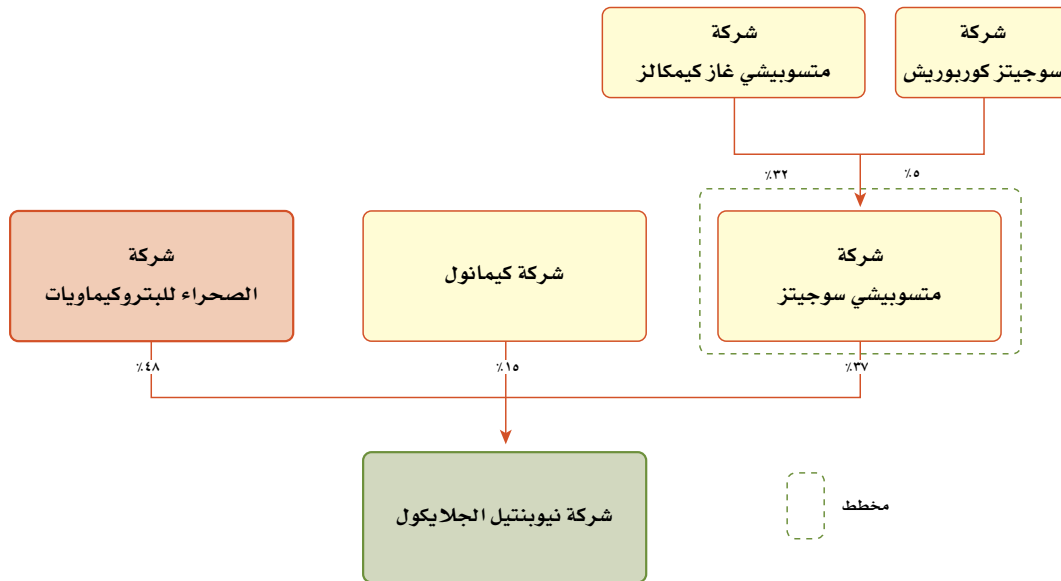 شركة
سوجيتز كوربوريش
شركة
متسوبيشي غاز كيمكالز
٥٪
٣٢٪
شركة
متسوبيشي سوجيتز
شركة كيمانول
شركة
الصحراء للبتروكيماويات
٣٧٪
١٥٪
٤٨٪
شركة نيوبنتيل الجلايكول
مخطط